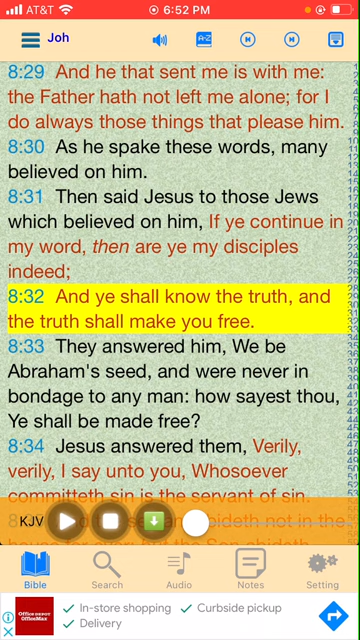 AT&T 6:52 PM
Joh
A-Z
8:29 And he that sent me is with me:
the Father hath not left me alone; for I
do always those things that please him.
8:30 As he spake these words, many
believed on him.
8:31 Then said Jesus to those Jews
which believed on him, If ye continue in
my word, then are ye my disciples
indeed;
8:32 And ye shall know the truth, and
the truth shall make you free.
8:33 They answered him, We be
Abraham's seed, and were never in
bondage to any man: how sayest thou,
Ye shall be made free?
8:34 Jesus answered them, Verily,
verily, I say unto you, Whosoever
committeth sin is the servant of sin.
KJV
Bible Search Audio Notes Setting
Office DEPOT
OfficeMax
In-store shopping Curbside pickup
Delivery